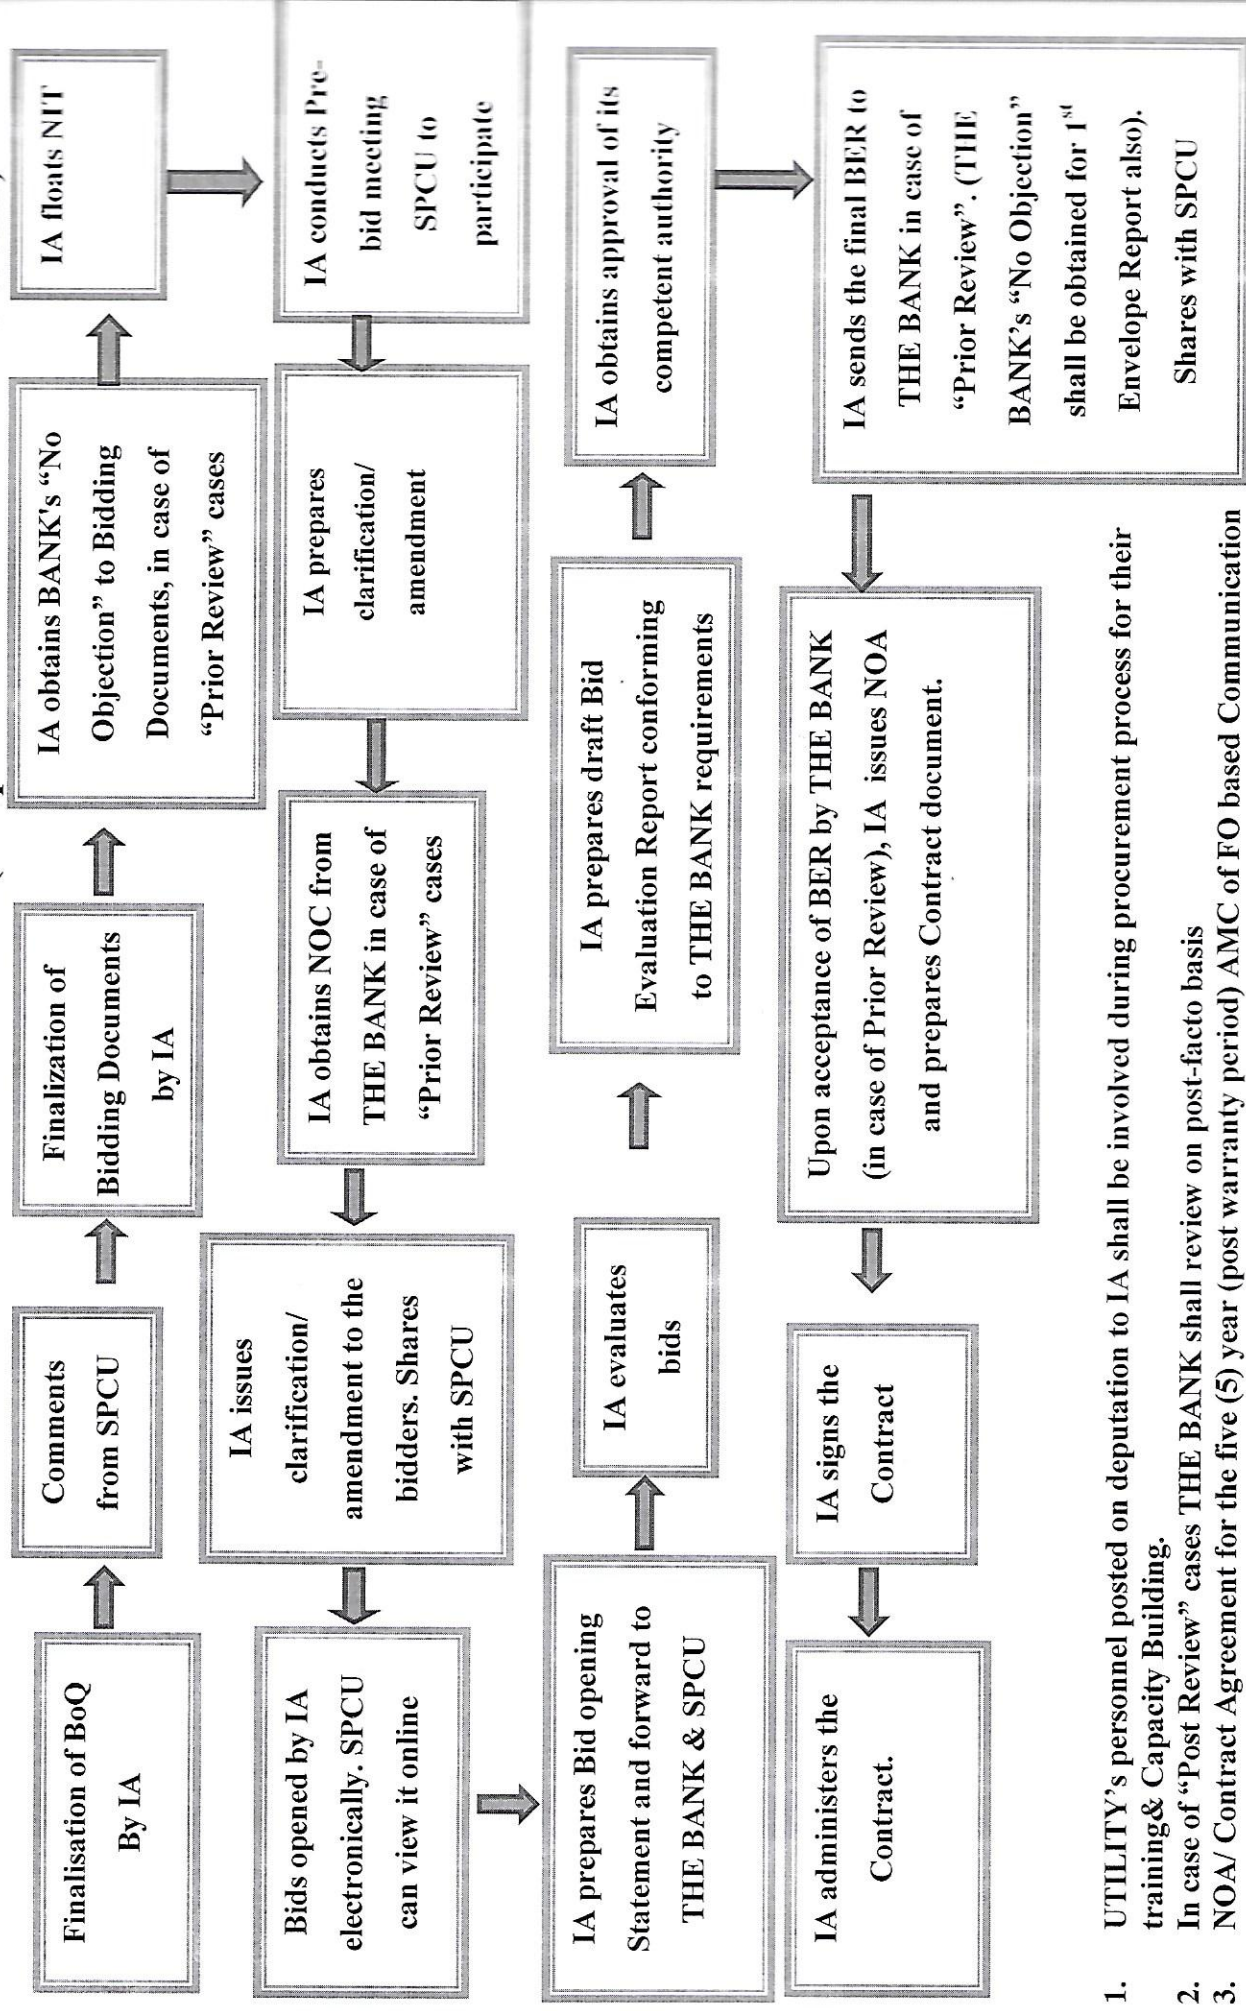 Finalisation of BoQ
By IA
Comments
from SPCU
Finalization of
Bidding Documents
by IA
IA obtains BANK's “No
Objection” to Bidding
Documents, in case of
“Prior Review” cases
IA floats NIT
IA conducts Pre-
bid meeting
SPCU to
participate
IA prepares
clarification/
amendment
IA obtains NOC from
THE BANK in case of
“Prior Review” cases
IA issues
clarification/
amendment to the
bidders. Shares
with SPCU
Bids opened by IA
electronically. SPCU
can view it online
IA prepares Bid opening
Statement and forward to
THE BANK & SPCU
IA evaluates
bids
IA prepares draft Bid
Evaluation Report conforming
to THE BANK requirements
IA obtains approval of its
competent authority
IA sends the final BER to
THE BANK in case of
“Prior Review”. (THE
BANK's “No Objection”
shall be obtained for 1st
Envelope Report also).
Shares with SPCU
Upon acceptance of BER by THE BANK
(in case of Prior Review), IA issues NOA
and prepares Contract document.
IA signs the
Contract
IA administers the
Contract.
1. UTILITY's personnel posted on deputation to IA shall be involved during procurement process for their
training& Capacity Building.
2. In case of “Post Review” cases THE BANK shall review on post-facto basis
3. NOA/ Contract Agreement for the five (5) year (post warranty period) AMC of FO based Communication